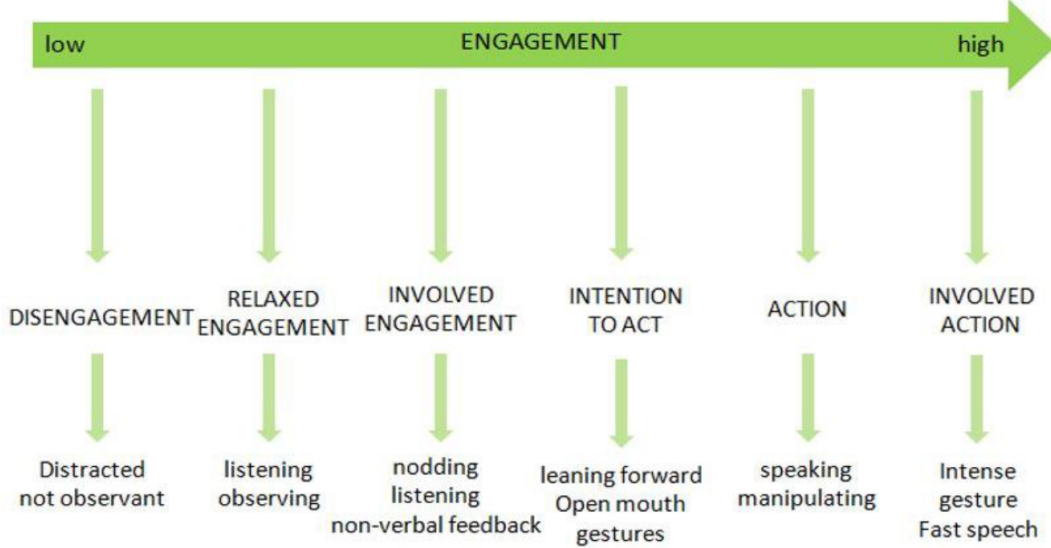 low ENGAGEMENT high
DISENGAGEMENT
RELAXED
ENGAGEMENT
INVOLVED
ENGAGEMENT
INTENTION
TO ACT
ACTION
INVOLVED
ACTION
Distracted
not observant
listening
observing
nodding
listening
non-verbal feedback
leaning forward
Open mouth
gestures
speaking
manipulating
Intense
gesture
Fast speech